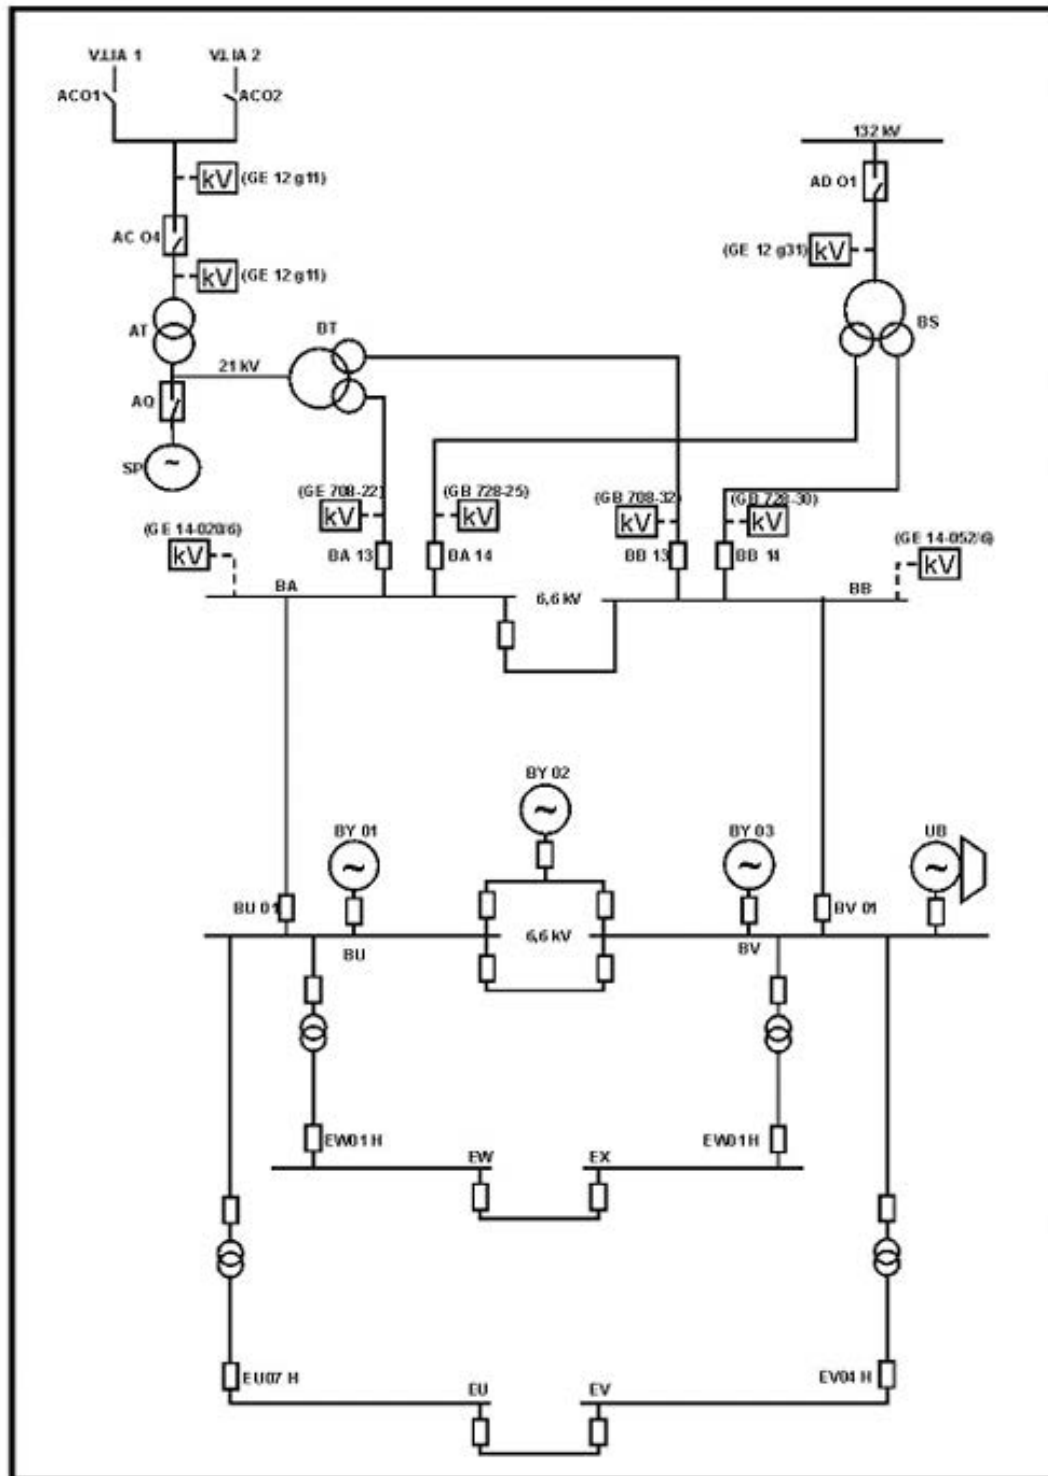 V.LIA 1
VL IA 2
ACO1
ACO2
132 kV
kV (GE 12 g11)
AD O1
AC O4
(GE 12 g31) kV
kV (GE 12 g11)
AT
BT
BS
21 kV
AQ
SP ~
(GE 708-22)
(GB 728-25)
(GB 708-32)
(GB 728-30)
kV
kV
kV
kV
(GE 14-020/6)
(GE 14-052/6)
kV
BA 13
BA 14
BB 13
BB 14
kV
BA
6,6 kV
BB
BY 02
~
BY 01
BY 03
UB
~
~
~
BU 01
BV 01
6,6 kV
BU
BV
EW01 H
EW01 H
EW
EX
EU07 H
EV04 H
EU
EV